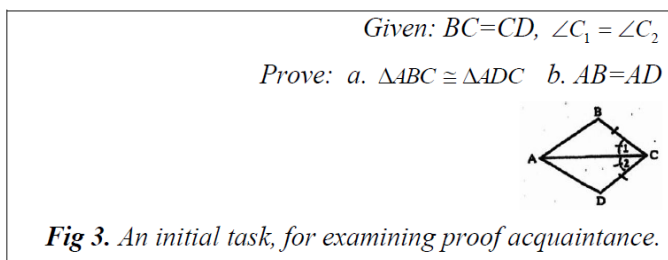 Given: BC=CD, ∠C₁ = ∠C₂
Prove: a. ΔABC ≅ ΔADC b. AB=AD
B
1
A C
2
D
Fig 3. An initial task, for examining proof acquaintance.